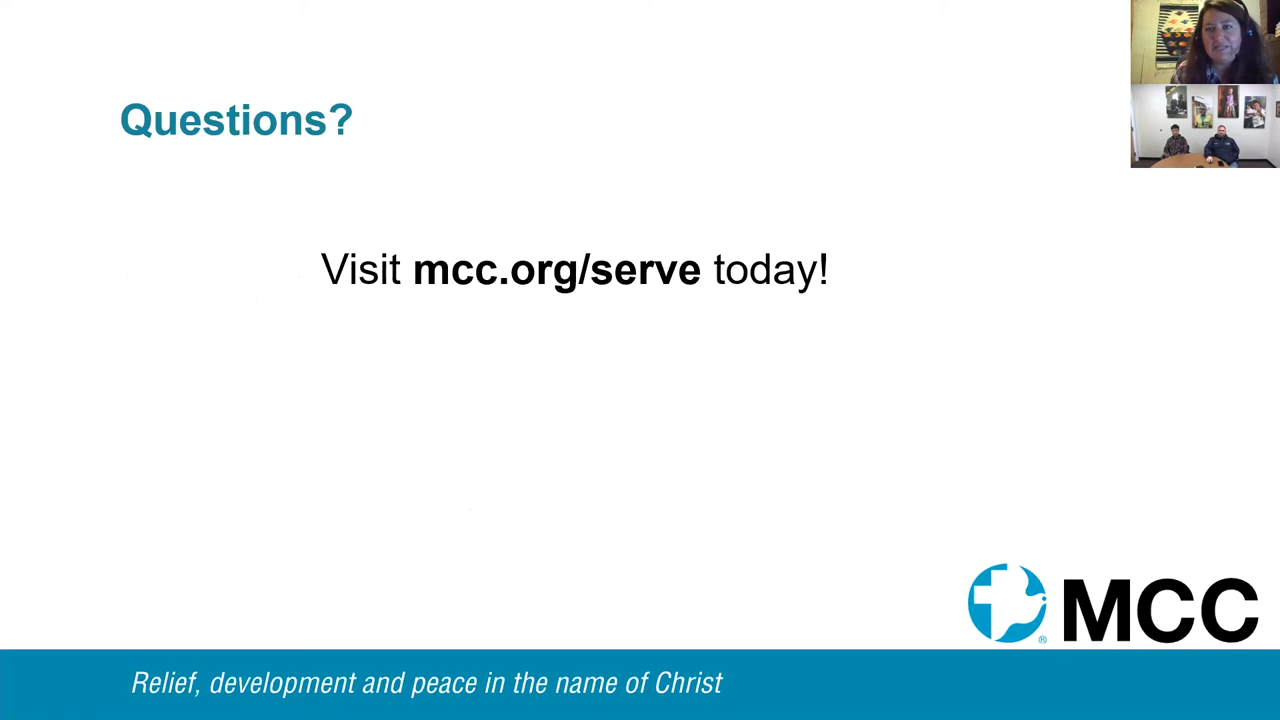 Questions?
Visit mcc.org/serve today!
® MCC
Relief, development and peace in the name of Christ